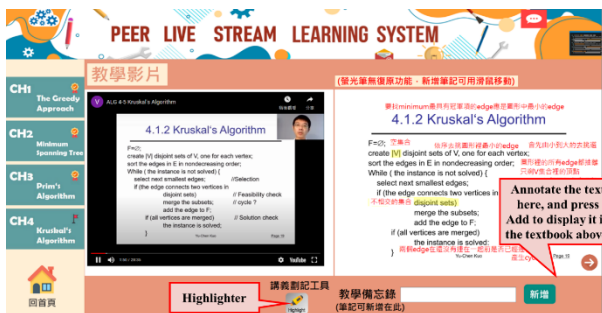 PEER LIVE STREAM LEARNING SYSTEM
CH1
The Greedy
Approach
CH2
Minimum
Spanning Tree
CH3
Prim's
Algorithm
CH4
Kruskal's
Algorithm
回首頁
教學影片
ALG 4-5 Kruskal's Algorithm
4.1.2 Kruskal's Algorithm
F=∅;
create |V| disjoint sets of V, one for each vertex;
sort the edges in E in nondecreasing order;
While ( the instance is not solved) {
select next smallest edges; //Selection
if (the edge connects two vertices in
disjoint sets) // Feasibility check
merge the subsets; // cycle ?
add the edge to F;
if (all vertices are merged) // Solution check
the instance is solved;
}
Yu-Chen Kuo
YouTube
(螢光筆無復原功能，新增筆記可用滑鼠移動)
4.1.2 Kruskal's Algorithm
F=∅; 空集合
create |V| disjoint sets of V, one for each vertex;
sort the edges in E in nondecreasing order;
While ( the instance is not solved) {
select next smallest edges;
if (the edge connects two vertices in
不相交的集合 disjoint sets)
merge the subsets;
add the edge to F;
if (all vertices are merged)
the instance is solved;
}
Yu-Chen Kuo
Annotate the tex
here, and press
Add to display it i
the textbook abov
Highlighter
講義劃記工具
Highlight
教學備忘錄
(筆記可新增在此)
新增